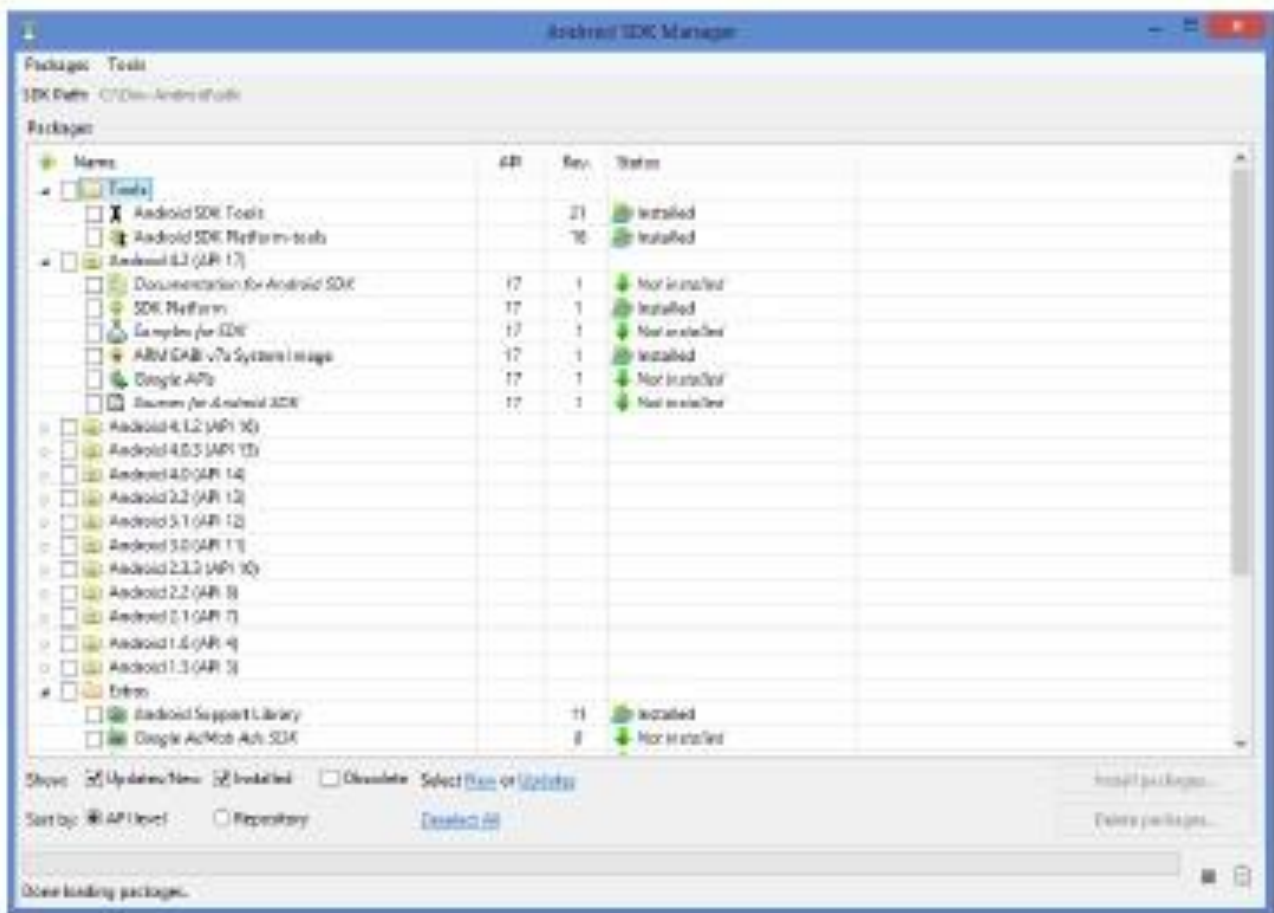 Android SDK Manager
Packages Tools
SDK Path: C:\Dev-Android\sdk
Packages
Name API Rev. Status
Tools
Android SDK Tools 21 Installed
Android SDK Platform-tools 16 Installed
Android 4.2 (API 17)
Documentation for Android SDK 17 1 Not installed
SDK Platform 17 1 Installed
Samples for SDK 17 1 Not installed
ARM EABI v7a System Image 17 1 Installed
Google APIs 17 1 Not installed
Sources for Android SDK 17 1 Not installed
Android 4.1.2 (API 16)
Android 4.0.3 (API 15)
Android 4.0 (API 14)
Android 3.2 (API 13)
Android 3.1 (API 12)
Android 3.0 (API 11)
Android 2.3.3 (API 10)
Android 2.2 (API 8)
Android 2.1 (API 7)
Android 1.6 (API 4)
Android 1.5 (API 3)
Extras
Android Support Library 11 Installed
Google AdMob Ads SDK 8 Not installed
Show: Updates/New Installed Obsolete Select New or Updates
Install packages...
Sort by: API level Repository Deselect All
Delete packages...
Done loading packages.